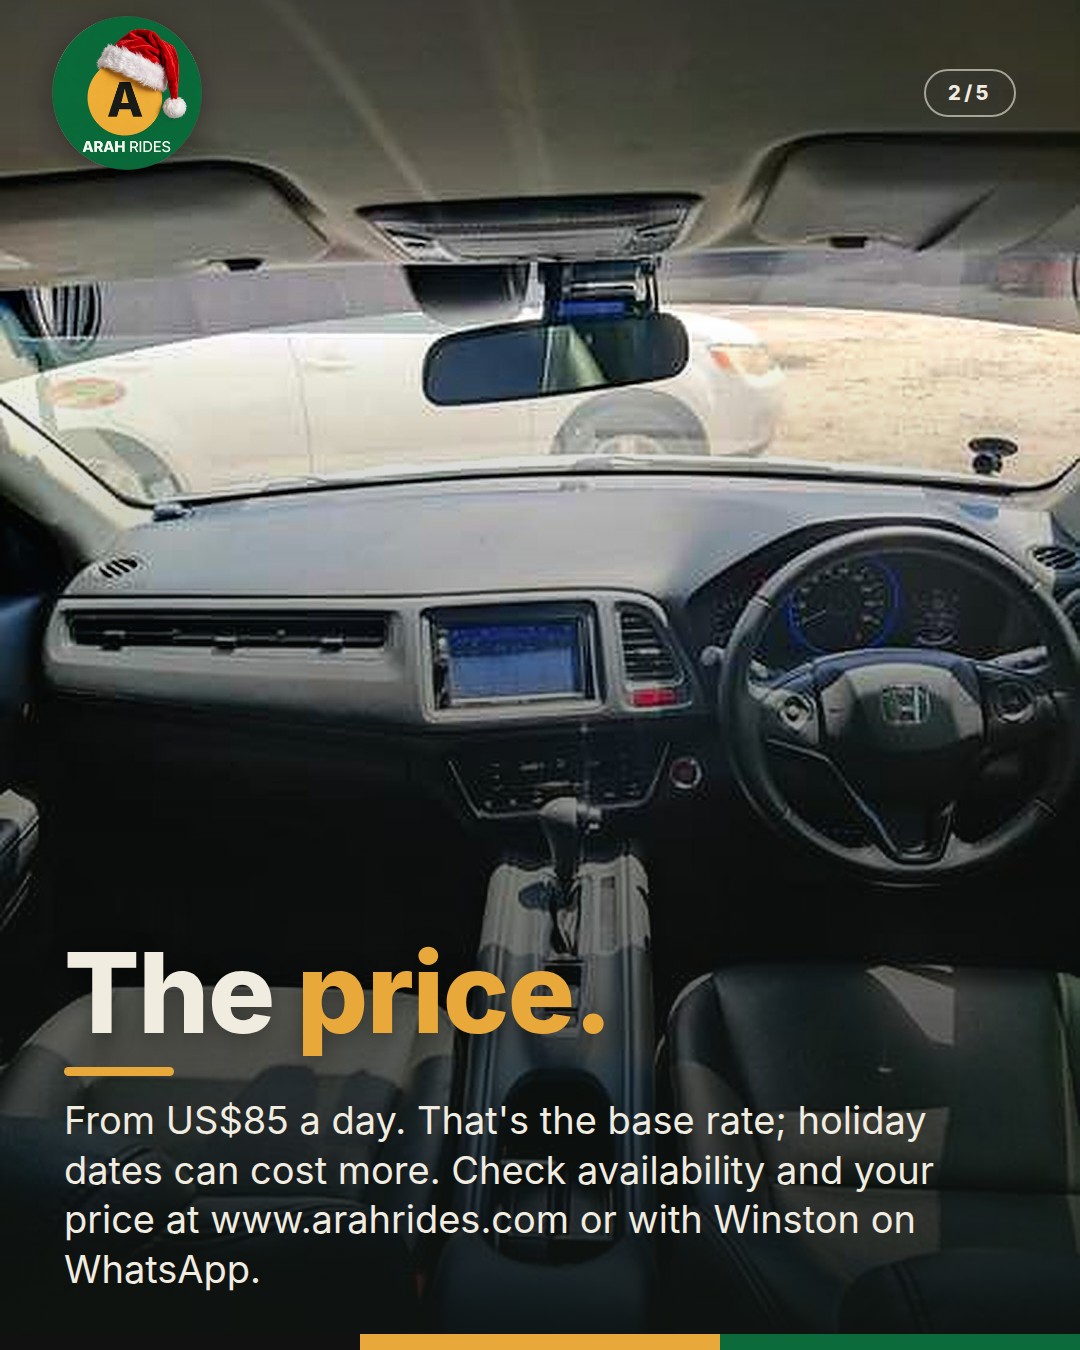 A
ARAH RIDES
2/5
The price.
From US$85 a day. That's the base rate; holiday
dates can cost more. Check availability and your
price at www.arahrides.com or with Winston on
WhatsApp.